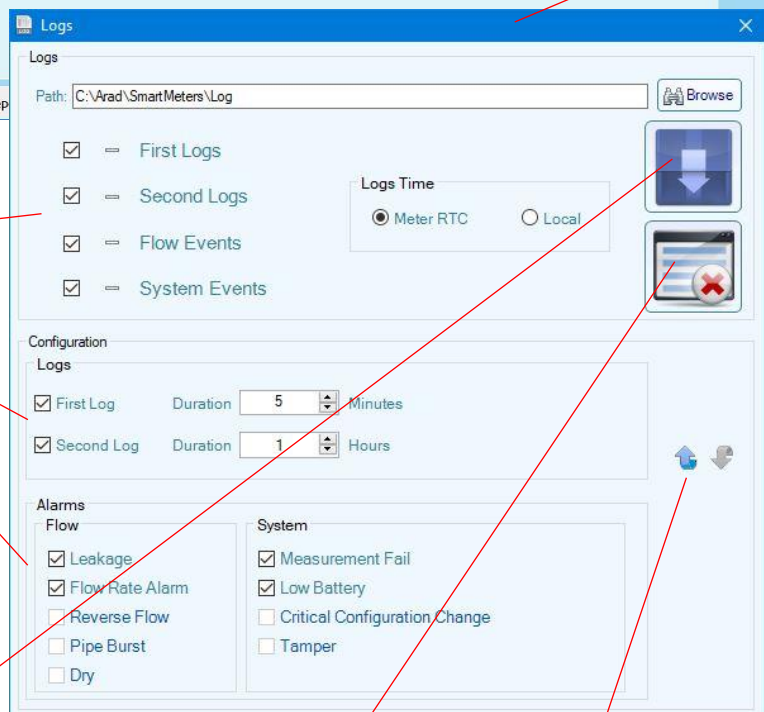 Logs
Logs
ep
Path: C:\Arad\SmartMeters\Log Browse
First Logs
Second Logs
Flow Events
System Events
Logs Time
Meter RTC Local
Configuration
Logs
First Log Duration 5 Minutes
Second Log Duration 1 Hours
Alarms
Flow
Leakage
Flow Rate Alarm
Reverse Flow
Pipe Burst
Dry
System
Measurement Fail
Low Battery
Critical Configuration Change
Tamper